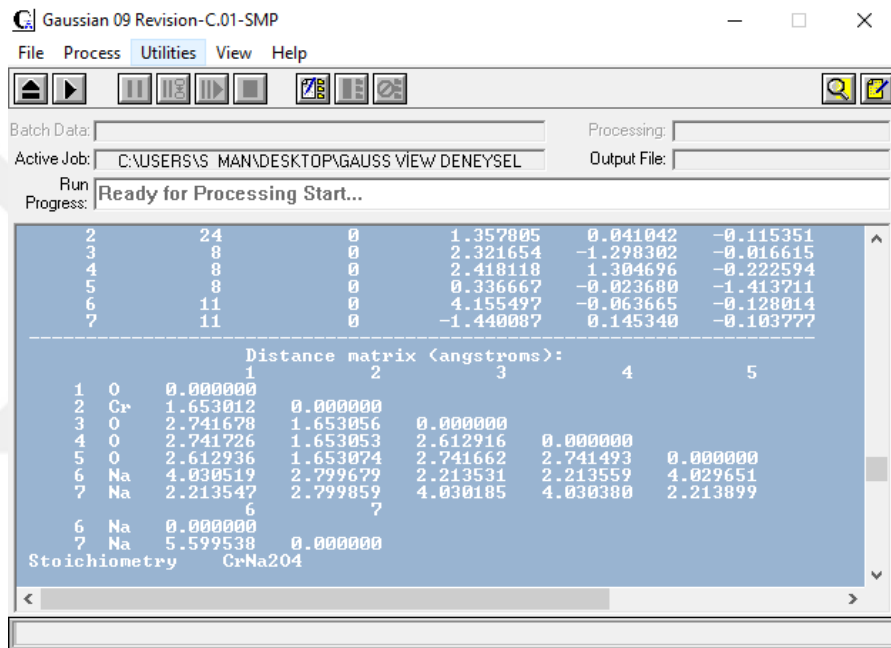 Gaussian 09 Revision-C.01-SMP
File Process Utilities View Help
Batch Data: Processing:
Active Job: C:\USERS\S MAN\DESKTOP\GAUSS VİEW DENEYSEL Output File:
Run Progress: Ready for Processing Start...
2 24 0 1.357805 0.041042 -0.115351
3 8 0 2.321654 -1.298302 -0.016615
4 8 0 2.418118 1.304696 -0.222594
5 8 0 0.336667 -0.023680 -1.413711
6 11 0 4.155497 -0.063665 -0.128014
7 11 0 -1.440087 0.145340 -0.103777
---------------------------------------------------------------------
Distance matrix (angstroms):
1 2 3 4 5
1 O 0.000000
2 Cr 1.653012 0.000000
3 O 2.741678 1.653056 0.000000
4 O 2.741726 1.653053 2.612916 0.000000
5 O 2.612936 1.653074 2.741662 2.741493 0.000000
6 Na 4.030519 2.799679 2.213531 2.213559 4.029651
7 Na 2.213547 2.799859 4.030185 4.030380 2.213899
6 7
6 Na 0.000000
7 Na 5.599538 0.000000
Stoichiometry CrNa2O4